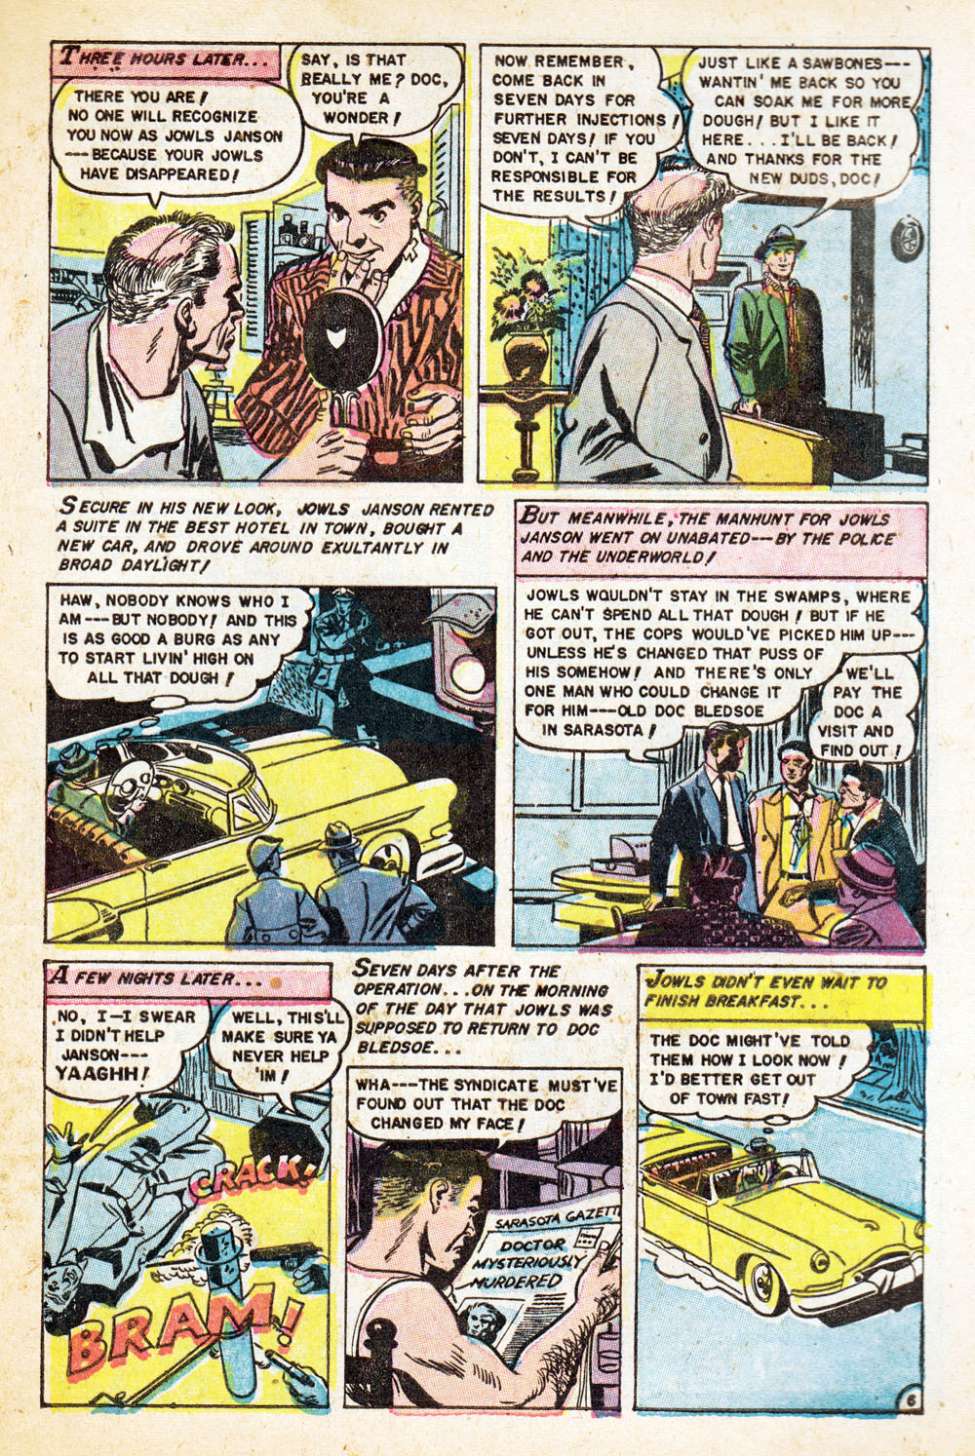 THREE HOURS LATER...
THERE YOU ARE!
NO ONE WILL RECOGNIZE
YOU NOW AS JOWLS JANSON
---BECAUSE YOUR JOWLS
HAVE DISAPPEARED!
SAY, IS THAT
REALLY ME? DOC,
YOU'RE A
WONDER!
NOW REMEMBER,
COME BACK IN
SEVEN DAYS FOR
FURTHER INJECTIONS!
SEVEN DAYS! IF YOU
DON'T, I CAN'T BE
RESPONSIBLE FOR
THE RESULTS!
JUST LIKE A SAWBONES---
WANTIN' ME BACK SO YOU
CAN SOAK ME FOR MORE
DOUGH! BUT I LIKE IT
HERE...I'LL BE BACK!
AND THANKS FOR THE
NEW DUDS, DOC!
SECURE IN HIS NEW LOOK, JOWLS JANSON RENTED
A SUITE IN THE BEST HOTEL IN TOWN, BOUGHT A
NEW CAR, AND DROVE AROUND EXULTANTLY IN
BROAD DAYLIGHT!
HAW, NOBODY KNOWS WHO I
AM---BUT NOBODY! AND THIS
IS AS GOOD A BURG AS ANY
TO START LIVIN' HIGH ON
ALL THAT DOUGH!
BUT MEANWHILE, THE MANHUNT FOR JOWLS
JANSON WENT ON UNABATED---BY THE POLICE
AND THE UNDERWORLD!
JOWLS WOULDN'T STAY IN THE SWAMPS, WHERE
HE CAN'T SPEND ALL THAT DOUGH! BUT IF HE
GOT OUT, THE COPS WOULD'VE PICKED HIM UP---
UNLESS HE'S CHANGED THAT PUSS OF
HIS SOMEHOW! AND THERE'S ONLY
ONE MAN WHO COULD CHANGE IT
FOR HIM---OLD DOC BLEDSOE
IN SARASOTA!
WE'LL
PAY THE
DOC A
VISIT AND
FIND OUT!
A FEW NIGHTS LATER...
NO, I-I SWEAR
I DIDN'T HELP
JANSON---
YAAGHH!
WELL, THIS'LL
MAKE SURE YA
NEVER HELP
'IM!
CRACK!
BRAM!
SEVEN DAYS AFTER THE
OPERATION...ON THE MORNING
OF THE DAY THAT JOWLS WAS
SUPPOSED TO RETURN TO DOC
BLEDSOE...
WHA---THE SYNDICATE MUST'VE
FOUND OUT THAT THE DOC
CHANGED MY FACE!
SARASOTA GAZETT
DOCTOR
MYSTERIOUSLY
MURDERED
JOWLS DIDN'T EVEN WAIT TO
FINISH BREAKFAST...
THE DOC MIGHT'VE TOLD
THEM HOW I LOOK NOW!
I'D BETTER GET OUT
OF TOWN FAST!
6